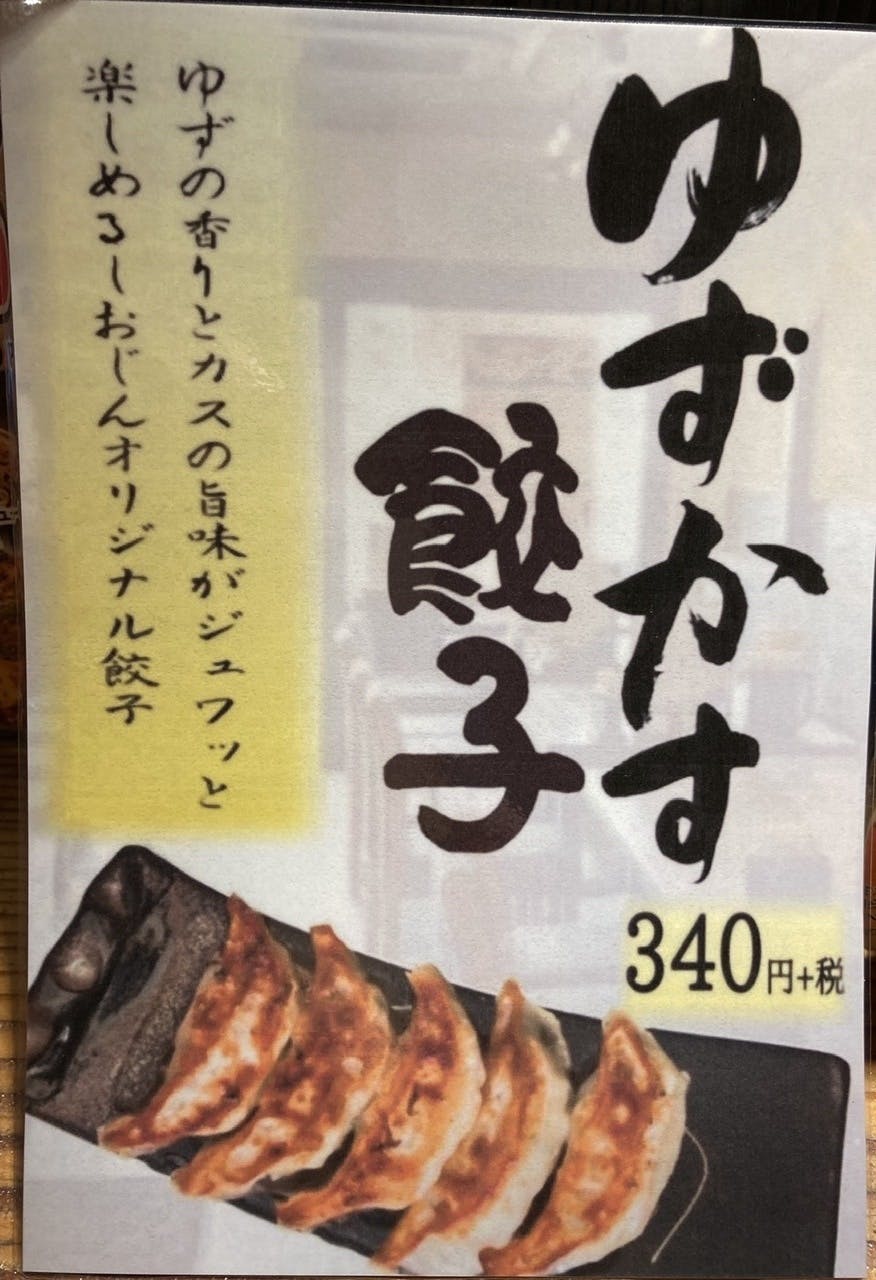 ゆずかす
餃子
340円+税
ゆずの香りとカスの旨味がジュワッと
楽しめるしおじんオリジナル餃子